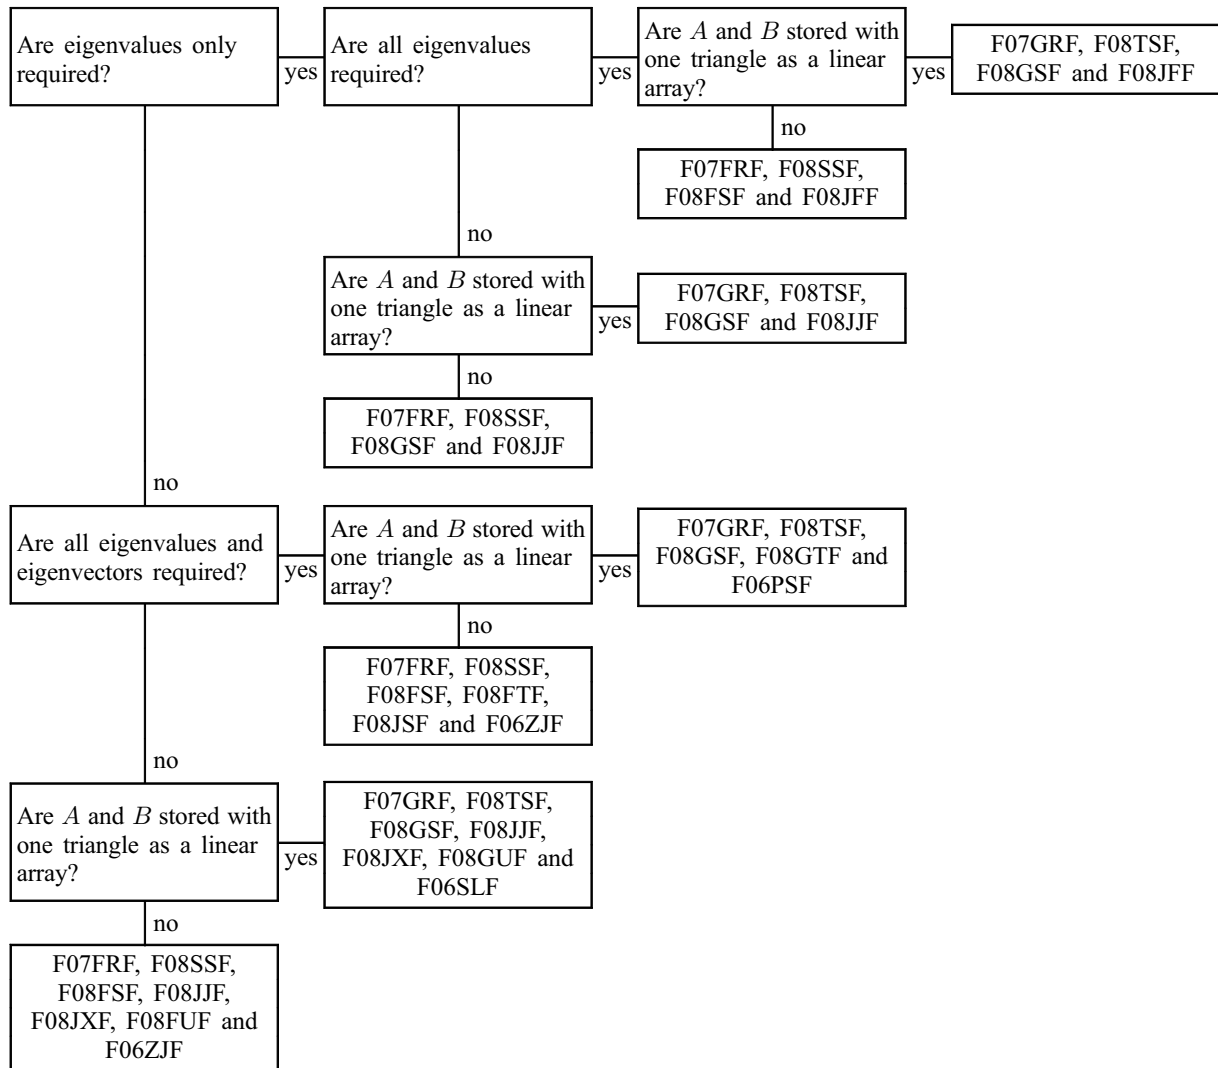 Are eigenvalues only
required?
yes
Are all eigenvalues
required?
yes
Are A and B stored with
one triangle as a linear
array?
yes
F07GRF, F08TSF,
F08GSF and F08JFF
no
F07FRF, F08SSF,
F08FSF and F08JFF
no
Are A and B stored with
one triangle as a linear
array?
yes
F07GRF, F08TSF,
F08GSF and F08JJF
no
F07FRF, F08SSF,
F08GSF and F08JJF
no
Are all eigenvalues and
eigenvectors required?
yes
Are A and B stored with
one triangle as a linear
array?
yes
F07GRF, F08TSF,
F08GSF, F08GTF and
F06PSF
no
F07FRF, F08SSF,
F08FSF, F08FTF,
F08JSF and F06ZJF
no
Are A and B stored with
one triangle as a linear
array?
yes
F07GRF, F08TSF,
F08GSF, F08JJF,
F08JXF, F08GUF and
F06SLF
no
F07FRF, F08SSF,
F08FSF, F08JJF,
F08JXF, F08FUF and
F06ZJF